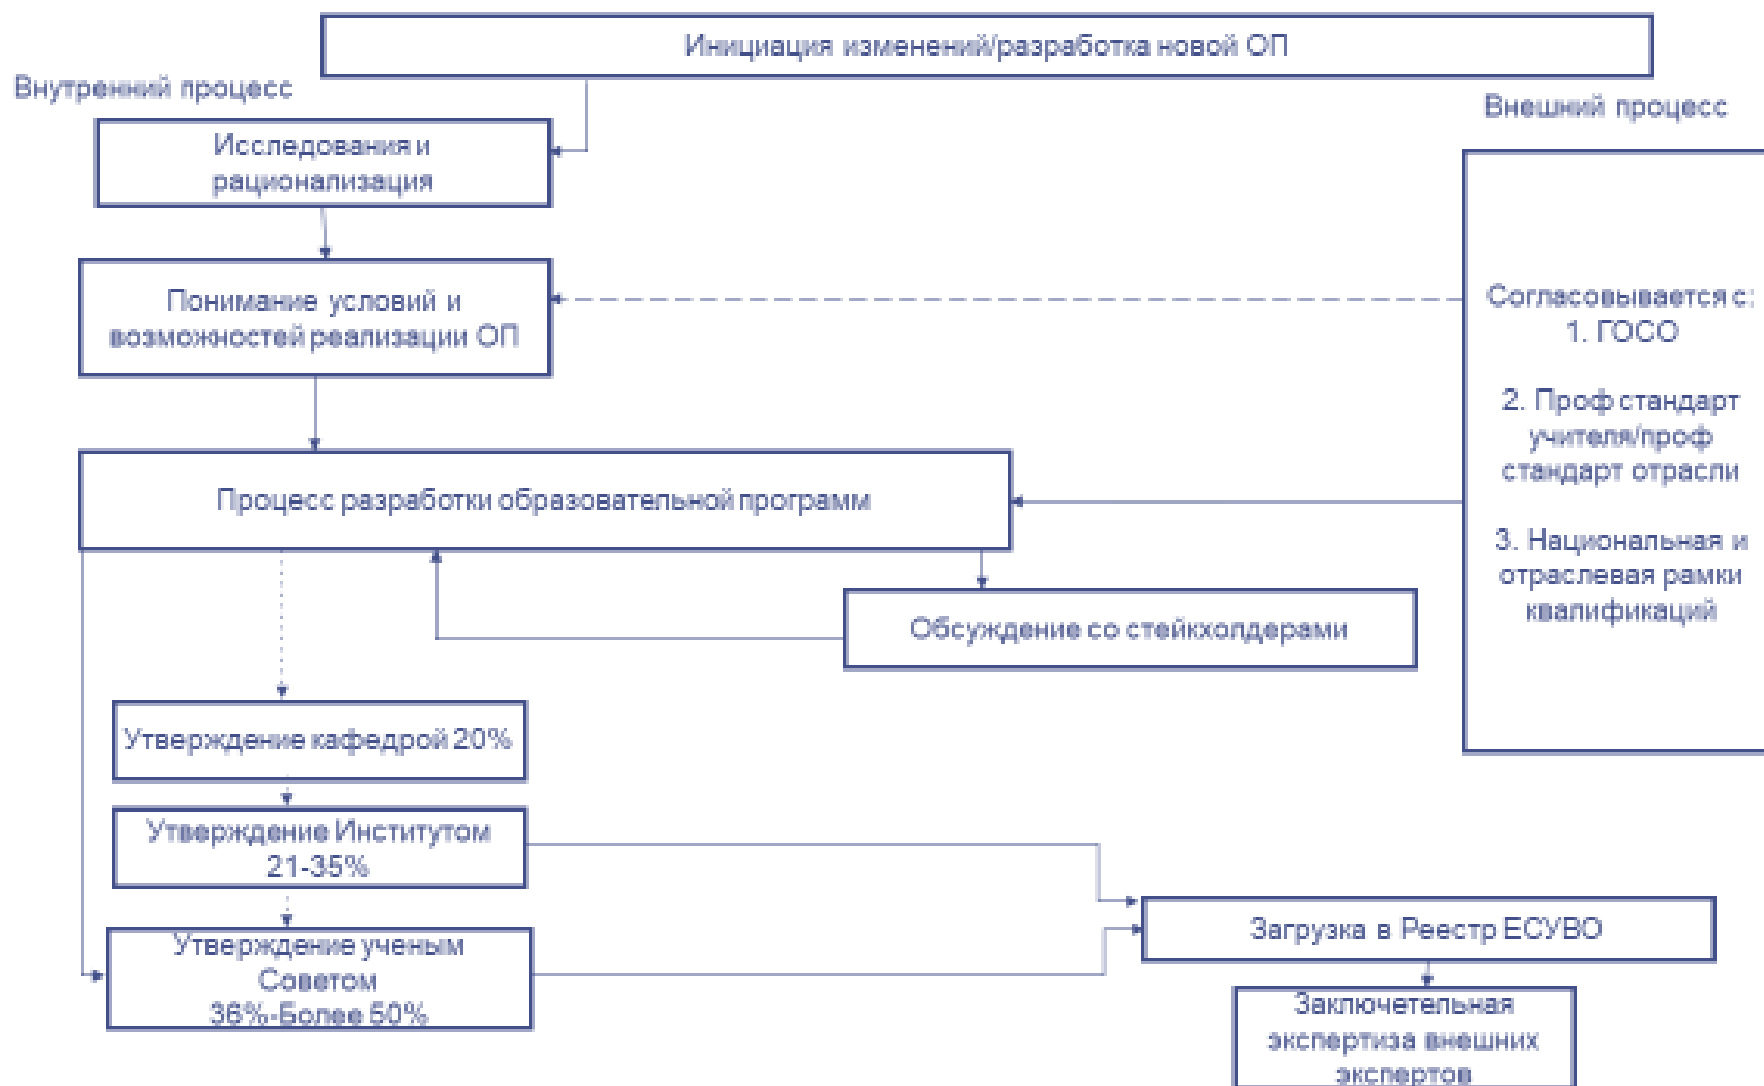 Инициация изменений/разработка новой ОП
Внутренний процесс
Внешний процесс
Исследования и
рационализация
Понимание условий и
возможностей реализации ОП
Согласовывается с:
1. ГОСО
2. Проф стандарт
учителя/проф
стандарт отрасли
3. Национальная и
отраслевая рамки
квалификаций
Процесс разработки образовательной программ
Обсуждение со стейкхолдерами
Утверждение кафедрой 20%
Утверждение Институтом
21-35%
Утверждение ученым
Советом
36%-Более 50%
Загрузка в Реестр ЕСУВО
Заключетельная
экспертиза внешних
экспертов